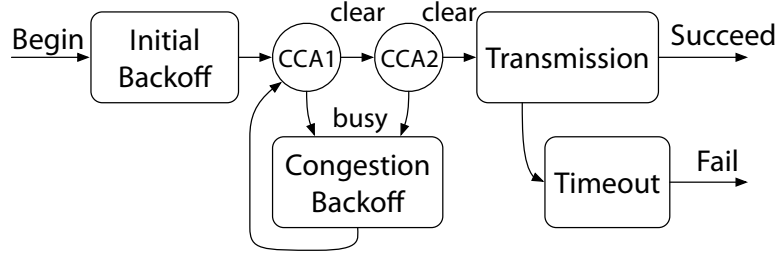 clear
clear
Begin
Initial
Backoff
CCA1
CCA2
Transmission
Succeed
busy
Congestion
Backoff
Timeout
Fail